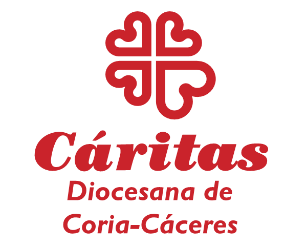 Cáritas
Diocesana de
Coria-Cáceres